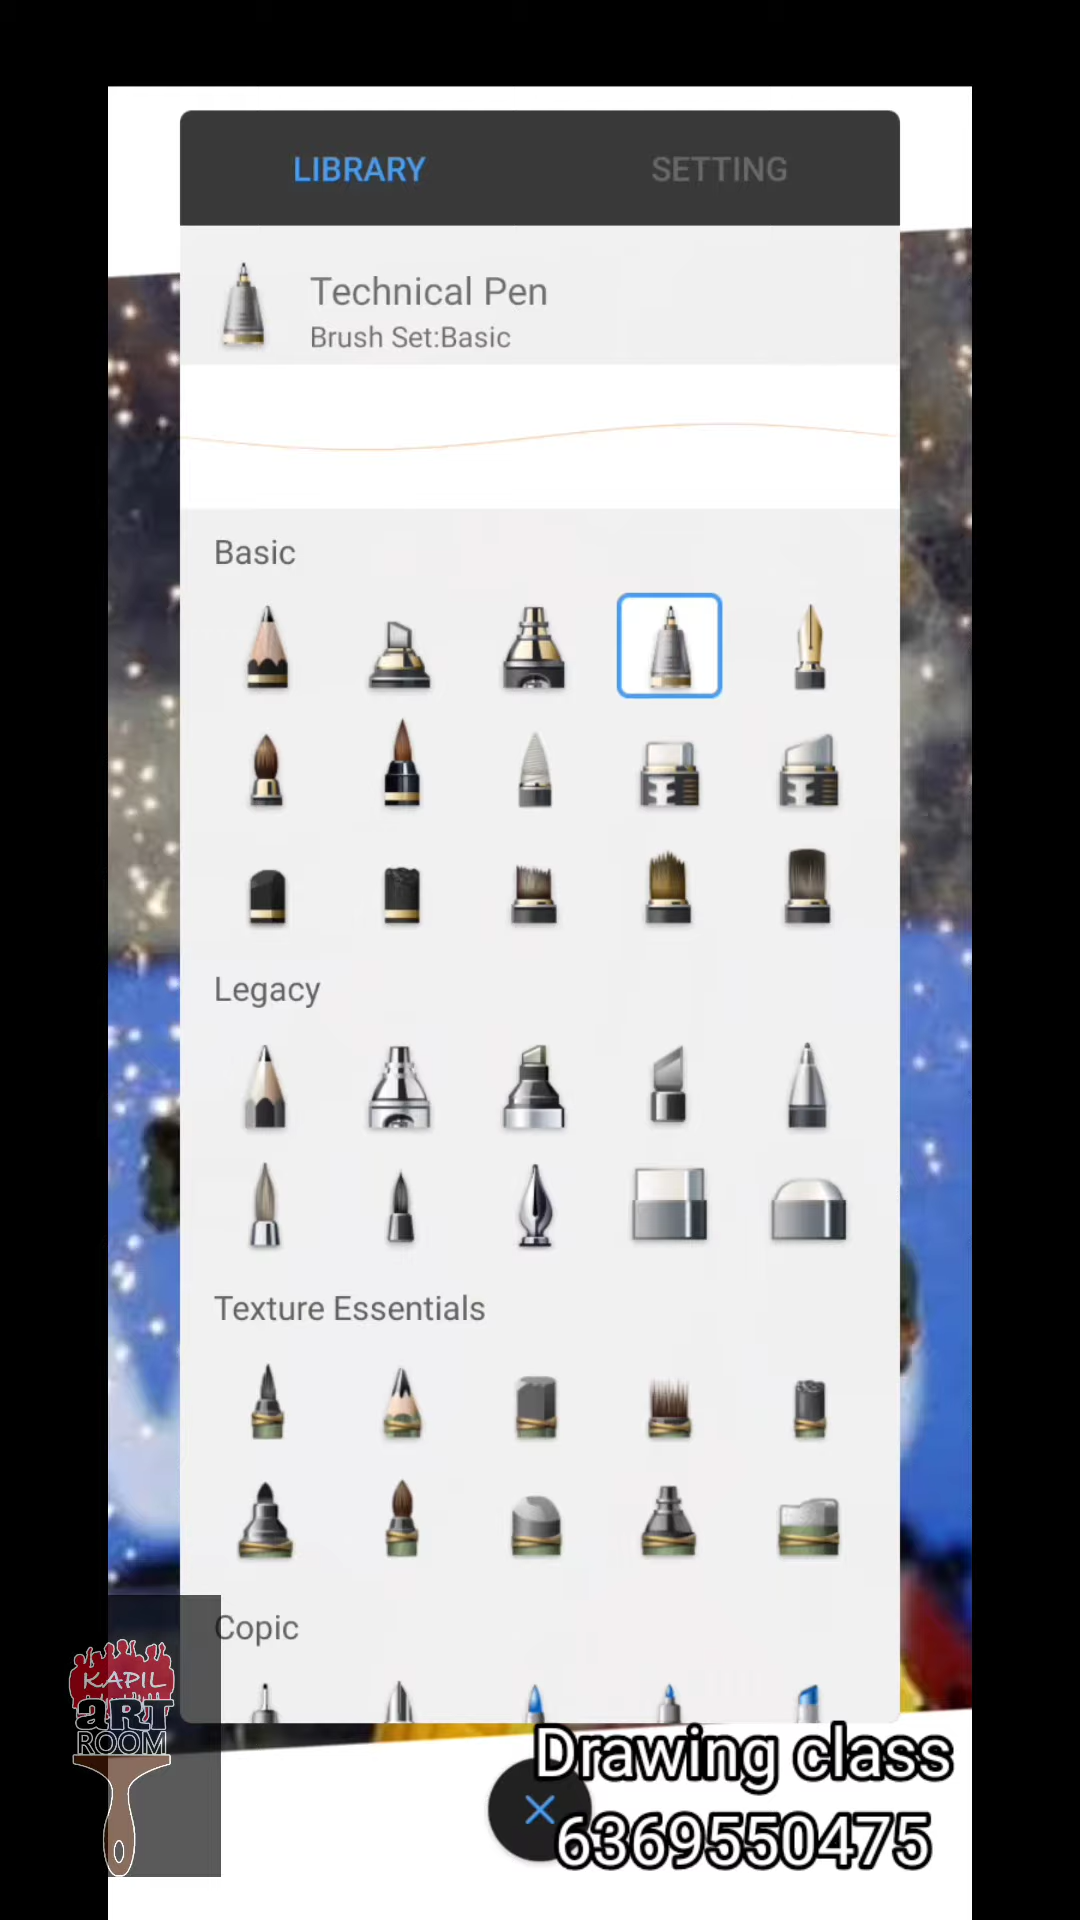 LIBRARY
SETTING
Technical Pen
Brush Set:Basic
Basic
Legacy
Texture Essentials
Copic
KAPIL
aRT
ROOM
Drawing class
6369550475